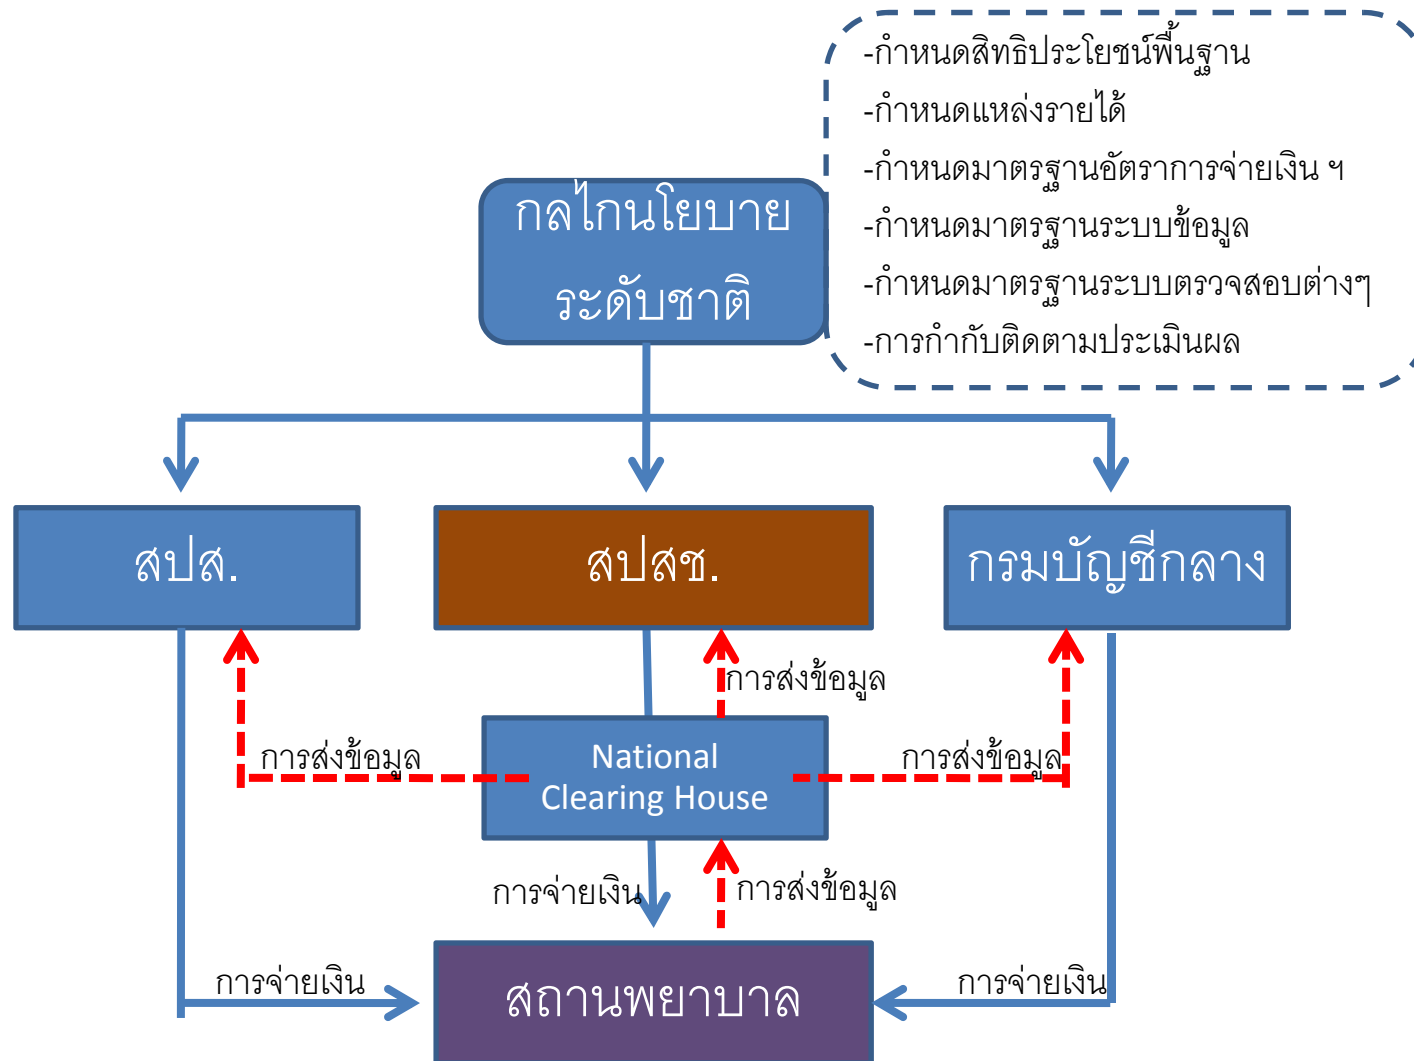 -กำหนดสิทธิประโยชน์พื้นฐาน
-กำหนดแหล่งรายได้
-กำหนดมาตรฐานอัตราการจ่ายเงิน ฯ
-กำหนดมาตรฐานระบบข้อมูล
-กำหนดมาตรฐานระบบตรวจสอบต่างๆ
-การกำกับติดตามประเมินผล
กลไกนโยบาย
ระดับชาติ
สปส.
สปสช.
กรมบัญชีกลาง
การส่งข้อมูล
การส่งข้อมูล
National
Clearing House
การส่งข้อมูล
การจ่ายเงิน
การส่งข้อมูล
การจ่ายเงิน
สถานพยาบาล
การจ่ายเงิน